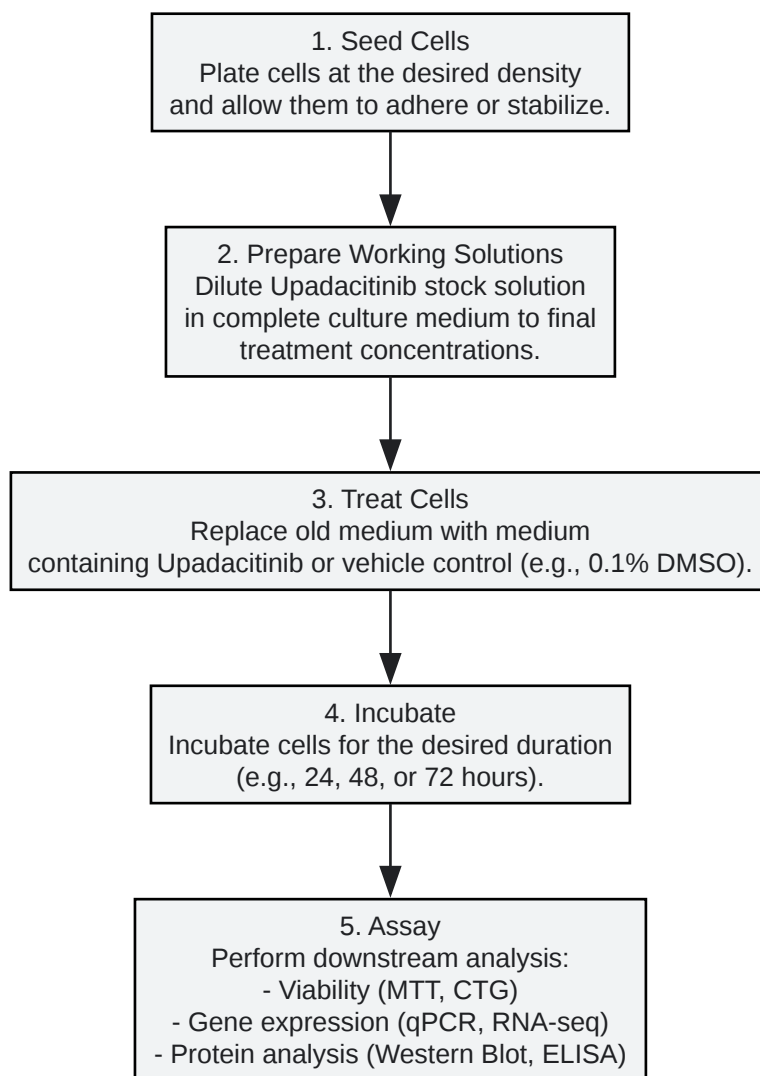 1. Seed Cells
Plate cells at the desired density
and allow them to adhere or stabilize.
2. Prepare Working Solutions
Dilute Upadacitinib stock solution
in complete culture medium to final
treatment concentrations.
3. Treat Cells
Replace old medium with medium
containing Upadacitinib or vehicle control (e.g., 0.1% DMSO).
4. Incubate
Incubate cells for the desired duration
(e.g., 24, 48, or 72 hours).
5. Assay
Perform downstream analysis:
- Viability (MTT, CTG)
- Gene expression (qPCR, RNA-seq)
- Protein analysis (Western Blot, ELISA)